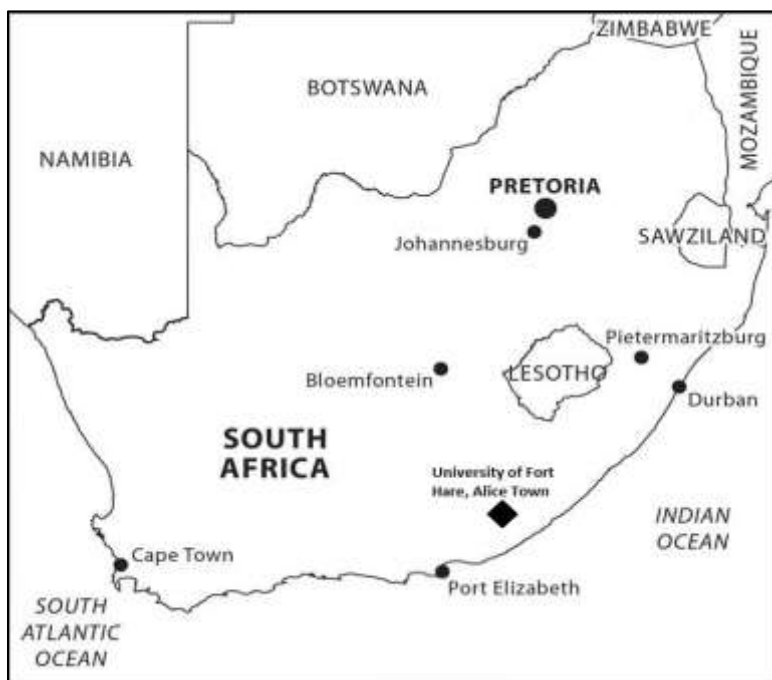 ZIMBABWE
MOZAMBIQUE
BOTSWANA
NAMIBIA
PRETORIA
Johannesburg
SAWZILAND
Pietermaritzburg
Bloemfontein
LESOTHO
Durban
SOUTH
AFRICA
University of Fort
Hare, Alice Town
INDIAN
OCEAN
Cape Town
Port Elizabeth
SOUTH
ATLANTIC
OCEAN